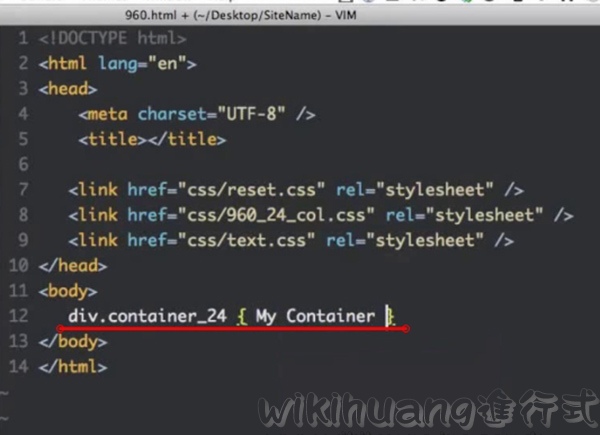 960.html + (~/Desktop/SiteName) – VIM
1 <!DOCTYPE html>
2 <html lang="en">
3 <head>
4 <meta charset="UTF-8" />
5 <title></title>
6
7 <link href="css/reset.css" rel="stylesheet" />
8 <link href="css/960_24_col.css" rel="stylesheet" />
9 <link href="css/text.css" rel="stylesheet" />
10 </head>
11 <body>
12 div.container_24 { My Container }
13 </body>
14 </html>
~
~
wikihuang進行式